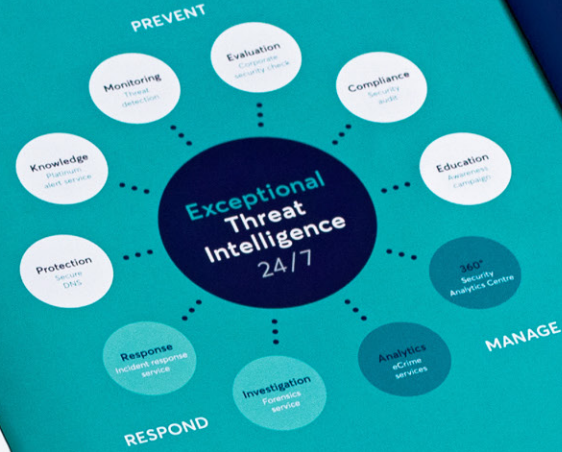 PREVENT
Evaluation
Corporate
security check
Monitoring
Threat
detection
Compliance
Security
audit
Knowledge
Platinum
alert service
Education
Awareness
campaign
Exceptional
Threat
Intelligence
24/7
Protection
Secure
DNS
360°
Security
Analytics Centre
Response
Incident response
service
Analytics
eCrime
services
MANAGE
Investigation
Forensics
service
RESPOND